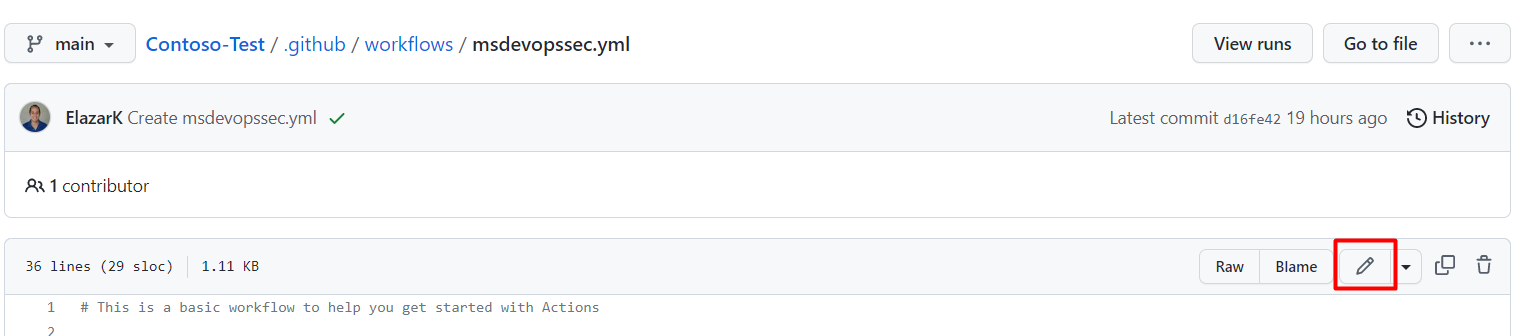 main Contoso-Test / .github / workflows / msdevopssec.yml View runs Go to file ...
ElazarK Create msdevopssec.yml Latest commit d16fe42 19 hours ago History
1 contributor
36 lines (29 sloc) 1.11 KB Raw Blame
1 # This is a basic workflow to help you get started with Actions
2